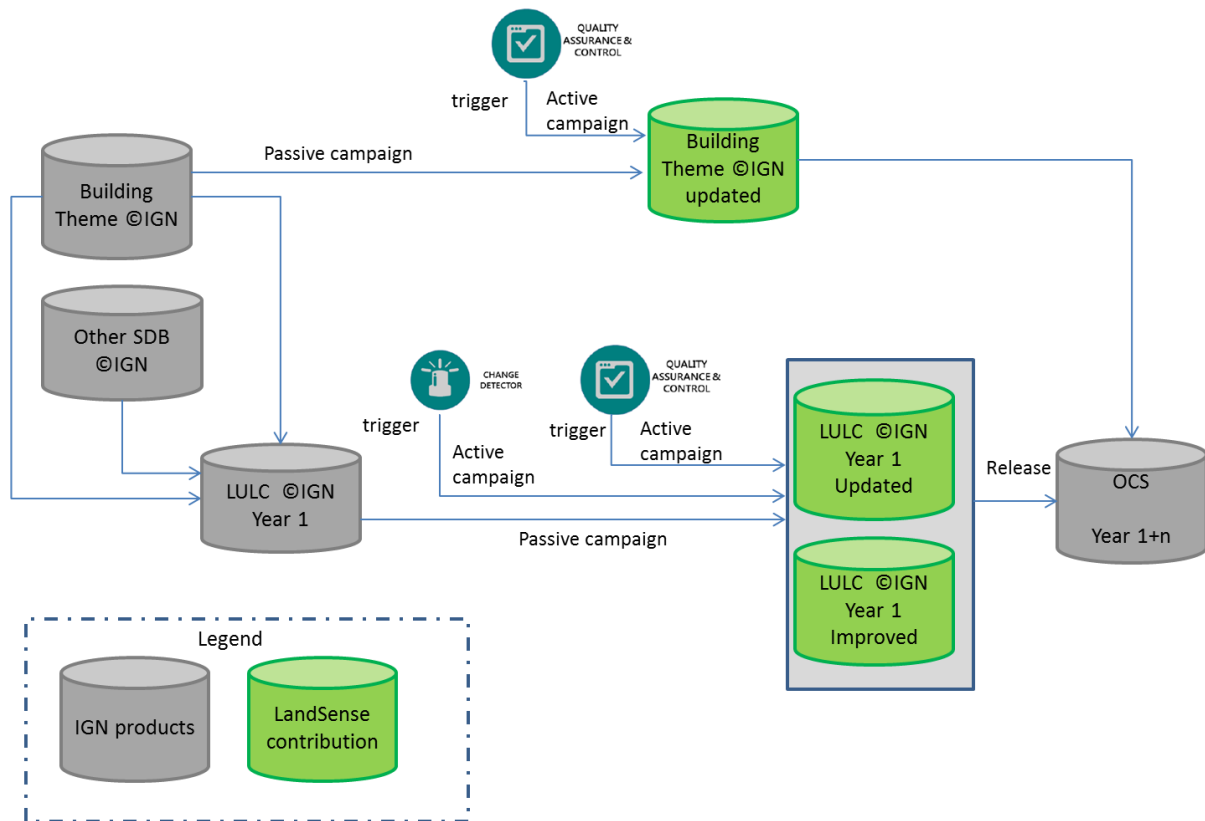 QUALITY
ASSURANCE &
CONTROL
trigger
Active
campaign
Passive campaign
Building
Theme ©IGN
Building
Theme ©IGN
updated
Other SDB
©IGN
CHANGE
DETECTOR
QUALITY
ASSURANCE &
CONTROL
trigger
Active
campaign
trigger
Active
campaign
LULC ©IGN
Year 1
Passive campaign
LULC ©IGN
Year 1
Updated
LULC ©IGN
Year 1
Improved
Release
OCS
Year 1+n
Legend
IGN products
LandSense
contribution